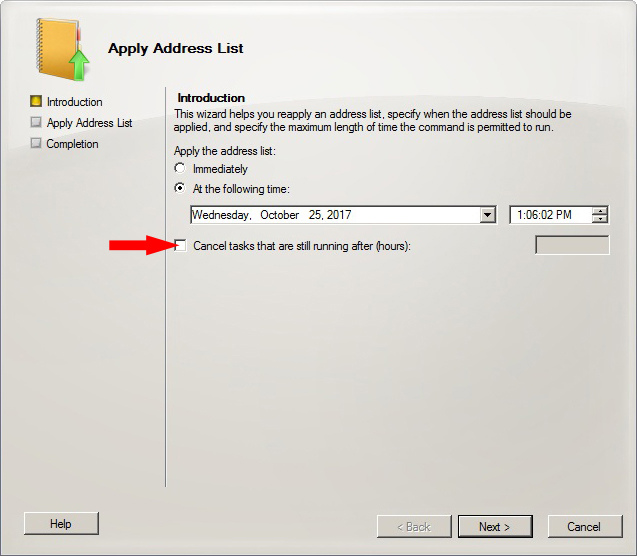 Apply Address List
Introduction
Apply Address List
Completion
Introduction
This wizard helps you reapply an address list, specify when the address list should be
applied, and specify the maximum length of time the command is permitted to run.
Apply the address list:
Immediately
At the following time:
Wednesday, October 25, 2017 1:06:02 PM
Cancel tasks that are still running after (hours):
Help < Back Next > Cancel